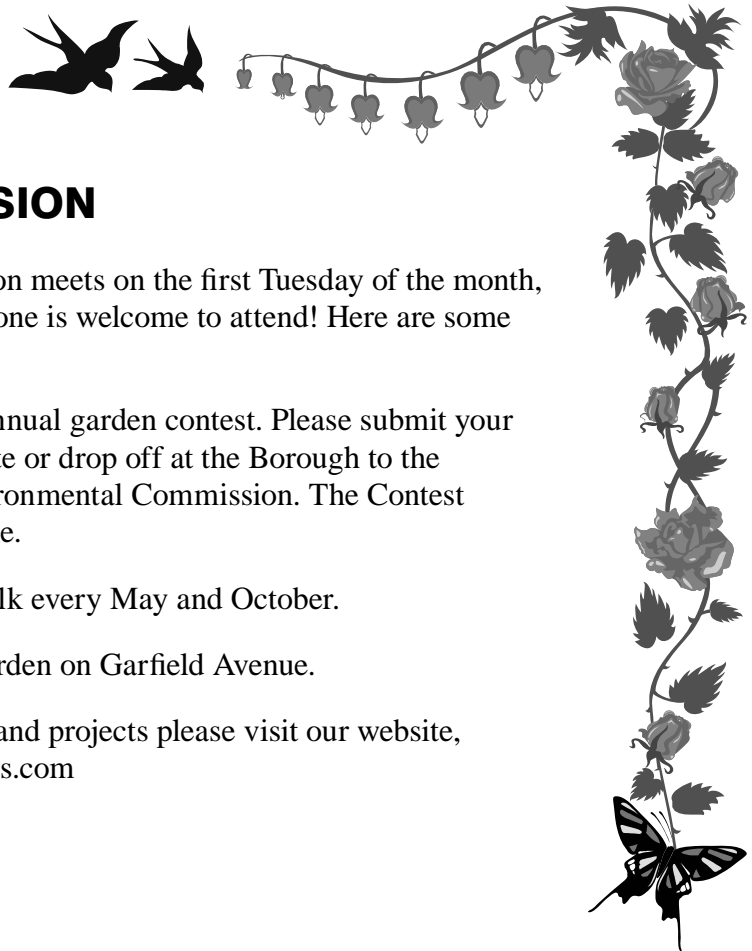 SION
on meets on the first Tuesday of the month,
one is welcome to attend! Here are some
nnual garden contest. Please submit your
te or drop off at the Borough to the
ronmental Commission. The Contest
e.
lk every May and October.
rden on Garfield Avenue.
and projects please visit our website,
s.com